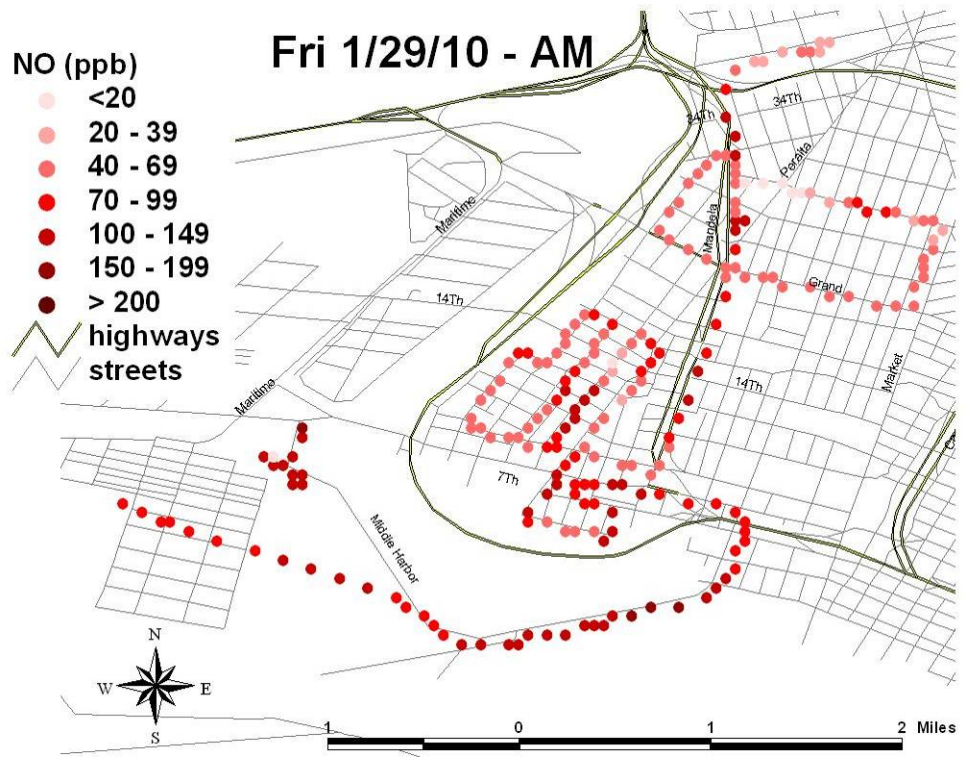 Fri 1/29/10 - AM
NO (ppb)
<20
20 - 39
40 - 69
70 - 99
100 - 149
150 - 199
> 200
highways
streets
34Th
34Th
Peralta
Maritime
Mandela
14Th
Grand
Market
14Th
Maritime
7Th
Middle Harbor
N
W E
S
1 0 1 2 Miles